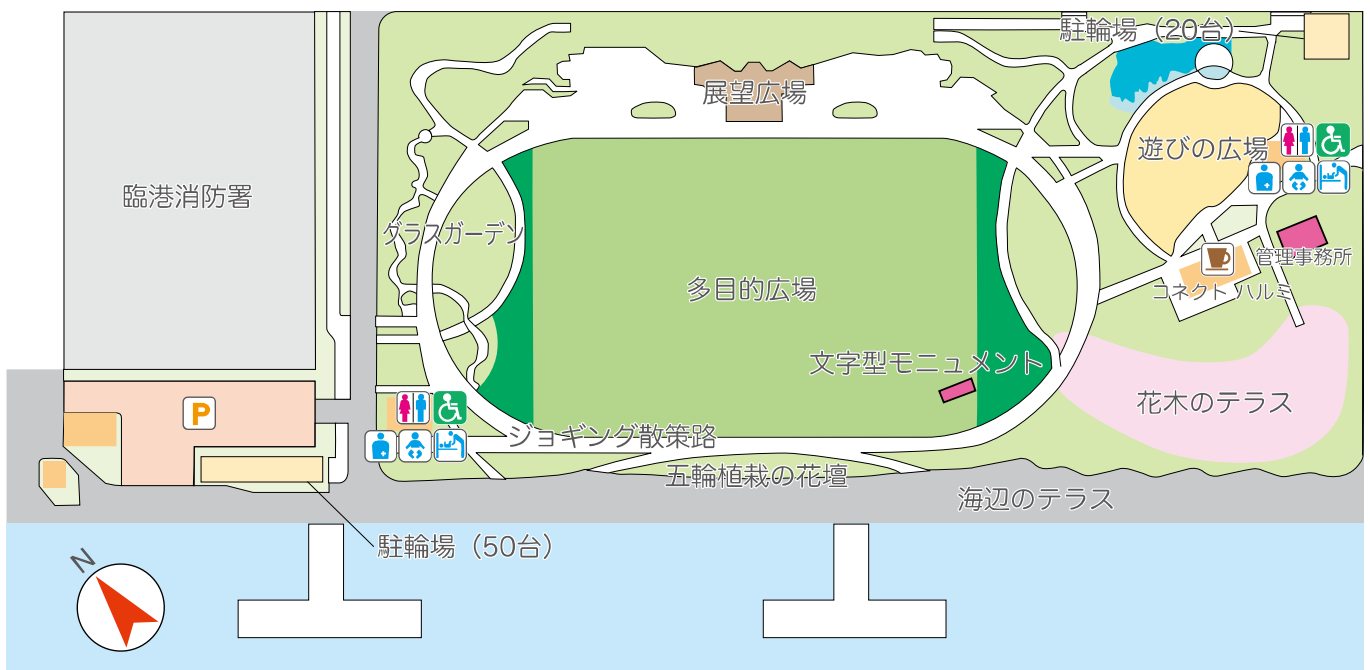 駐輪場（20台）
展望広場
遊びの広場
臨港消防署
グラスガーデン
管理事務所
多目的広場
コネクト ハルミ
文字型モニュメント
花木のテラス
P
ジョギング散策路
五輪植栽の花壇
海辺のテラス
駐輪場（50台）
N